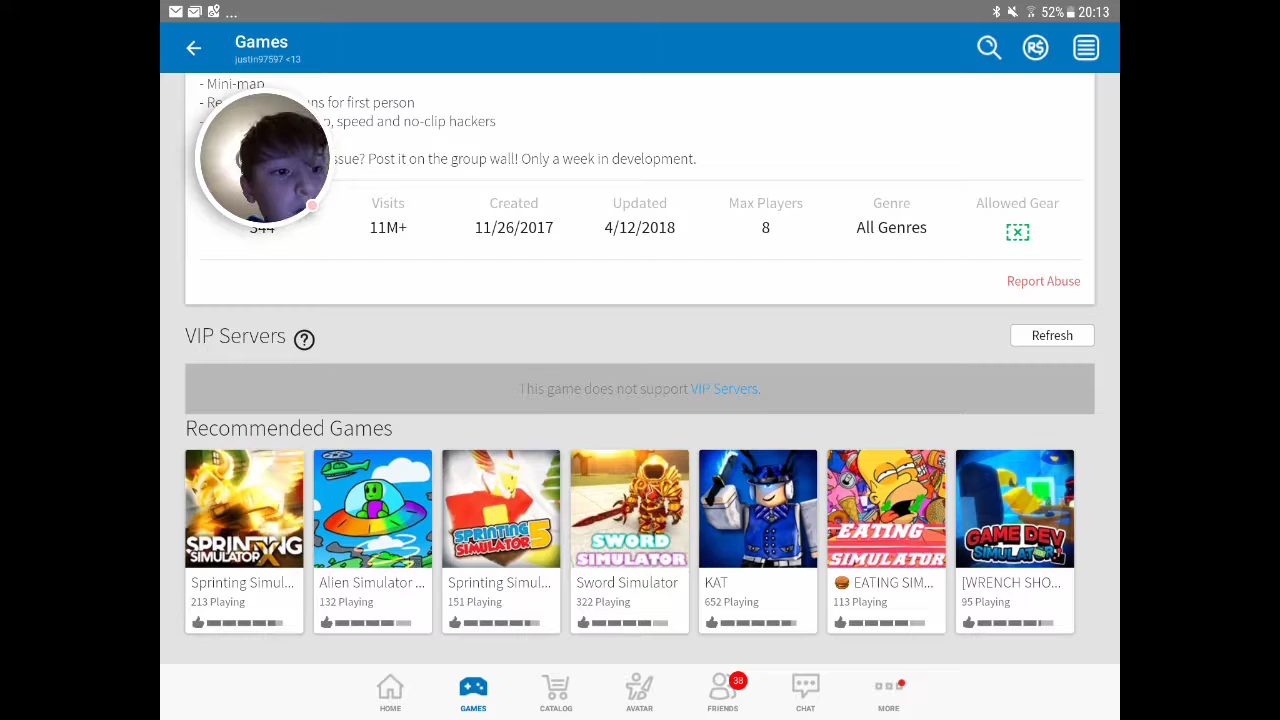 ...
52% 20:13
Games
justin97597 <13
R$
- Mini-map
for first person
speed and no-clip hackers
Post it on the group wall! Only a week in development.
Visits Created Updated Max Players Genre Allowed Gear
344 11M+ 11/26/2017 4/12/2018 8 All Genres
Report Abuse
VIP Servers ? Refresh
This game does not support VIP Servers.
Recommended Games
SPRINTING SIMULATOR X
SPRINTING SIMULATOR 5
SWORD SIMULATOR
EATING SIMULATOR
GAME DEV SIMULATOR
Sprinting Simul... Alien Simulator ... Sprinting Simul... Sword Simulator KAT 🍔 EATING SIM... [WRENCH SHO...
213 Playing 132 Playing 151 Playing 322 Playing 652 Playing 113 Playing 95 Playing
38
HOME GAMES CATALOG AVATAR FRIENDS CHAT MORE